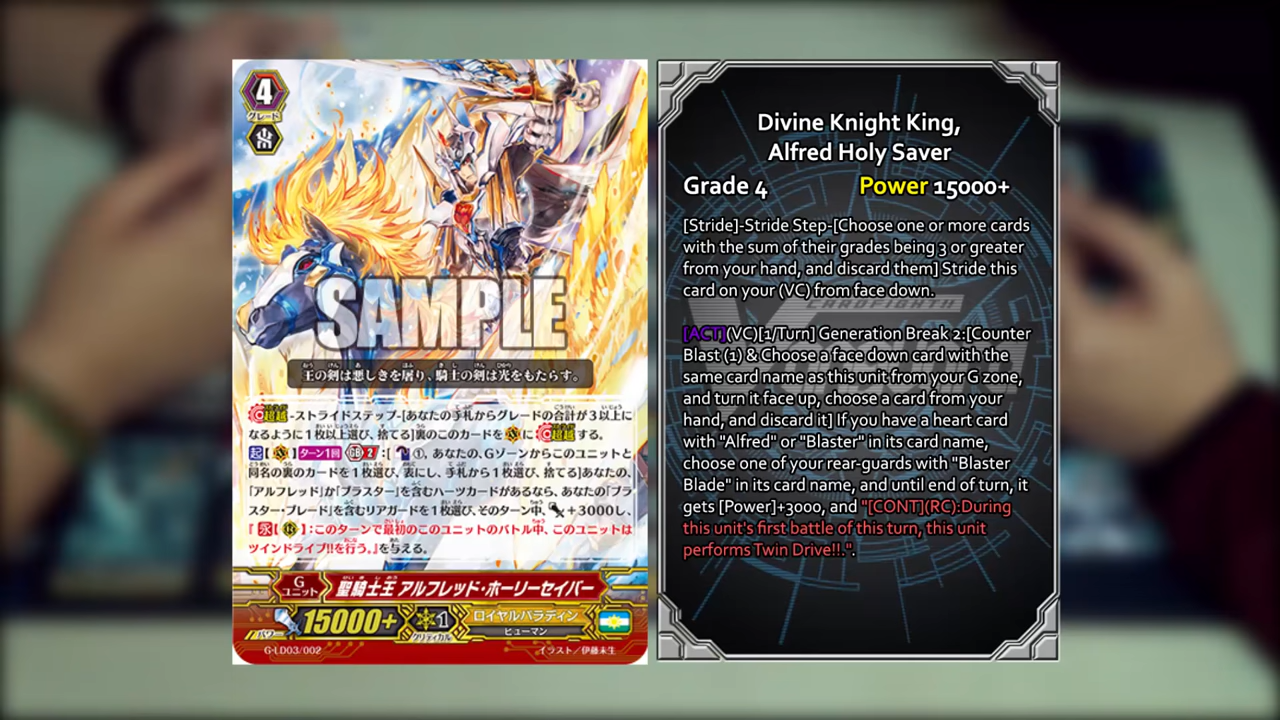 4
グレード
SAMPLE
王の剣は悪しきを屠り、騎士の剣は光をもたらす。
超越-ストライドステップ-[あなたの手札からグレードの合計が3以上に
なるように1枚以上選び、捨てる]裏のこのカードを に 超越する。
起【 】ターン1回 GB2:[ ①, あなたの、Gゾーンからこのユニットと
同名の裏のカードを1枚選び、表にし、手札から1枚選び、捨てる]あなたの、
「アルフレッド」か「ブラスター」を含むハーツカードがあるなら、あなたの「ブラ
スター・ブレード」を含むリアガードを1枚選び、そのターン中、 +3000し、
『永【 】:このターンで最初のこのユニットのバトル中、このユニットは
ツインドライブ!!を行う。』を与える。
G
ユニット
聖騎士王 アルフレッド・ホーリーセイバー
パワー 15000+ 1 クリティカル
ロイヤルパラディン
ヒューマン
G-LD03/002 イラスト/伊藤未生
Divine Knight King,
Alfred Holy Saver
Grade 4 Power 15000+
[Stride]-Stride Step-[Choose one or more cards
with the sum of their grades being 3 or greater
from your hand, and discard them] Stride this
card on your (VC) from face down.
[ACT](VC)[1/Turn] Generation Break 2:[Counter
Blast (1) & Choose a face down card with the
same card name as this unit from your G zone,
and turn it face up, choose a card from your
hand, and discard it] If you have a heart card
with "Alfred" or "Blaster" in its card name,
choose one of your rear-guards with "Blaster
Blade" in its card name, and until end of turn, it
gets [Power]+3000, and "[CONT](RC):During
this unit's first battle of this turn, this unit
performs Twin Drive!!.".